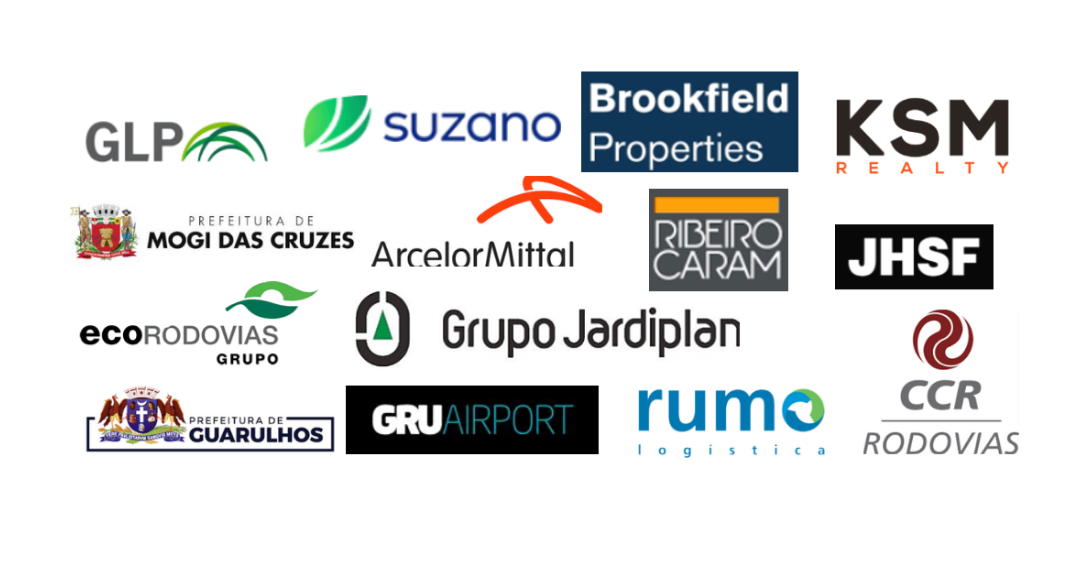 GLP
suzano
Brookfield
Properties
KSM
REALTY
PREFEITURA DE
MOGI DAS CRUZES
ArcelorMittal
RIBEIRO
CARAM
JHSF
ecoRODOVIAS
GRUPO
Grupo Jardiplan
PREFEITURA DE
GUARULHOS
GRUAIRPORT
rumo
logística
CCR
RODOVIAS